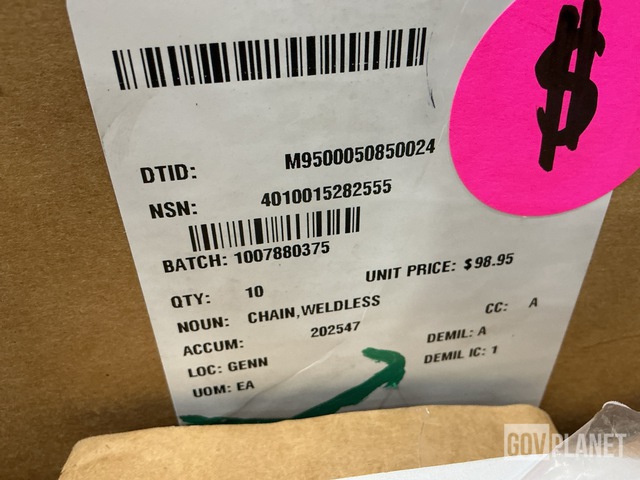 $
DTID: M9500050850024
NSN: 4010015282555
BATCH: 1007880375
UNIT PRICE: $98.95
QTY: 10
NOUN: CHAIN,WELDLESS
CC: A
ACCUM: 202547
DEMIL: A
LOC: GENN
DEMIL IC: 1
UOM: EA
GOVPLANET